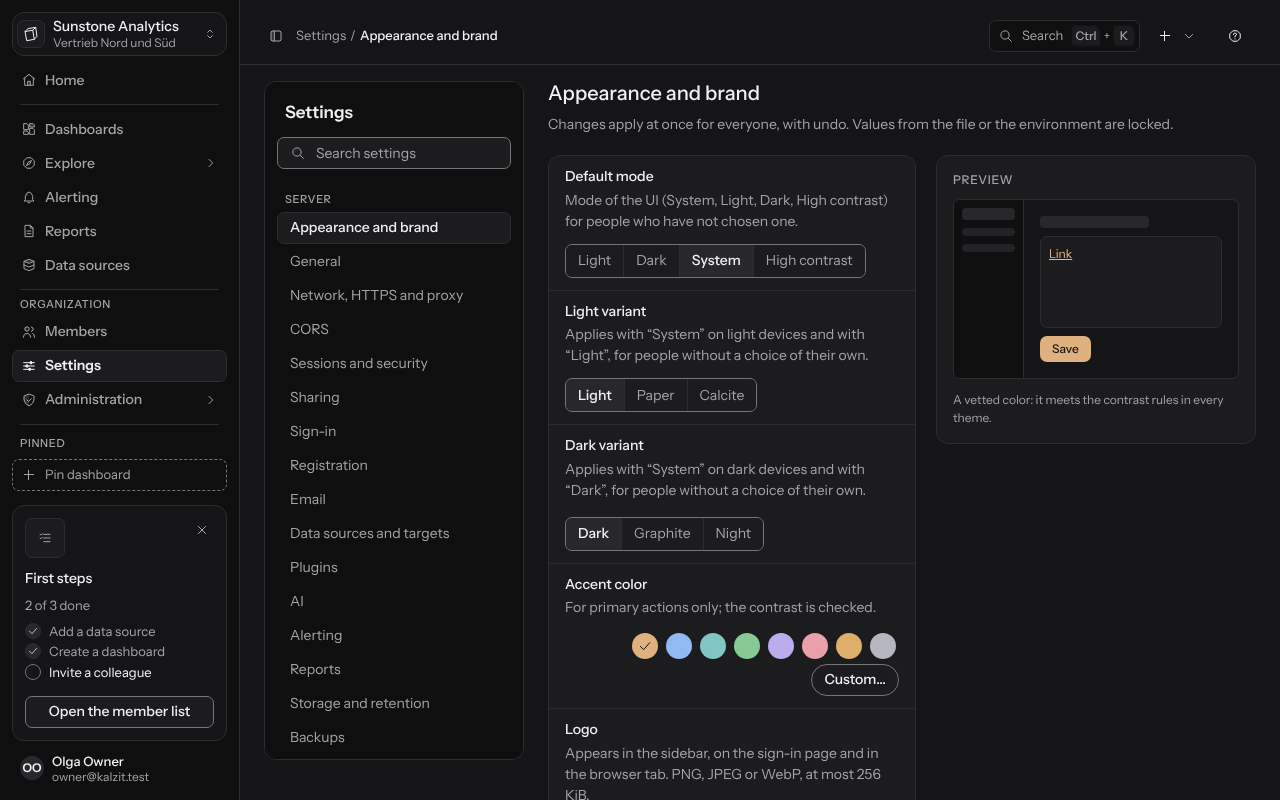 Sunstone Analytics
Vertrieb Nord und Süd
Home
Dashboards
Explore
Alerting
Reports
Data sources
ORGANIZATION
Members
Settings
Administration
PINNED
Pin dashboard
First steps
2 of 3 done
Add a data source
Create a dashboard
Invite a colleague
Open the member list
OO
Olga Owner
owner@kalzit.test
Settings / Appearance and brand
Search Ctrl + K
Settings
Search settings
SERVER
Appearance and brand
General
Network, HTTPS and proxy
CORS
Sessions and security
Sharing
Sign-in
Registration
Email
Data sources and targets
Plugins
AI
Alerting
Reports
Storage and retention
Backups
Appearance and brand
Changes apply at once for everyone, with undo. Values from the file or the environment are locked.
Default mode
Mode of the UI (System, Light, Dark, High contrast)
for people who have not chosen one.
Light Dark System High contrast
Light variant
Applies with “System” on light devices and with
“Light”, for people without a choice of their own.
Light Paper Calcite
Dark variant
Applies with “System” on dark devices and with
“Dark”, for people without a choice of their own.
Dark Graphite Night
Accent color
For primary actions only; the contrast is checked.
Custom…
Logo
Appears in the sidebar, on the sign-in page and in
the browser tab. PNG, JPEG or WebP, at most 256
KiB.
PREVIEW
Link
Save
A vetted color: it meets the contrast rules in every
theme.